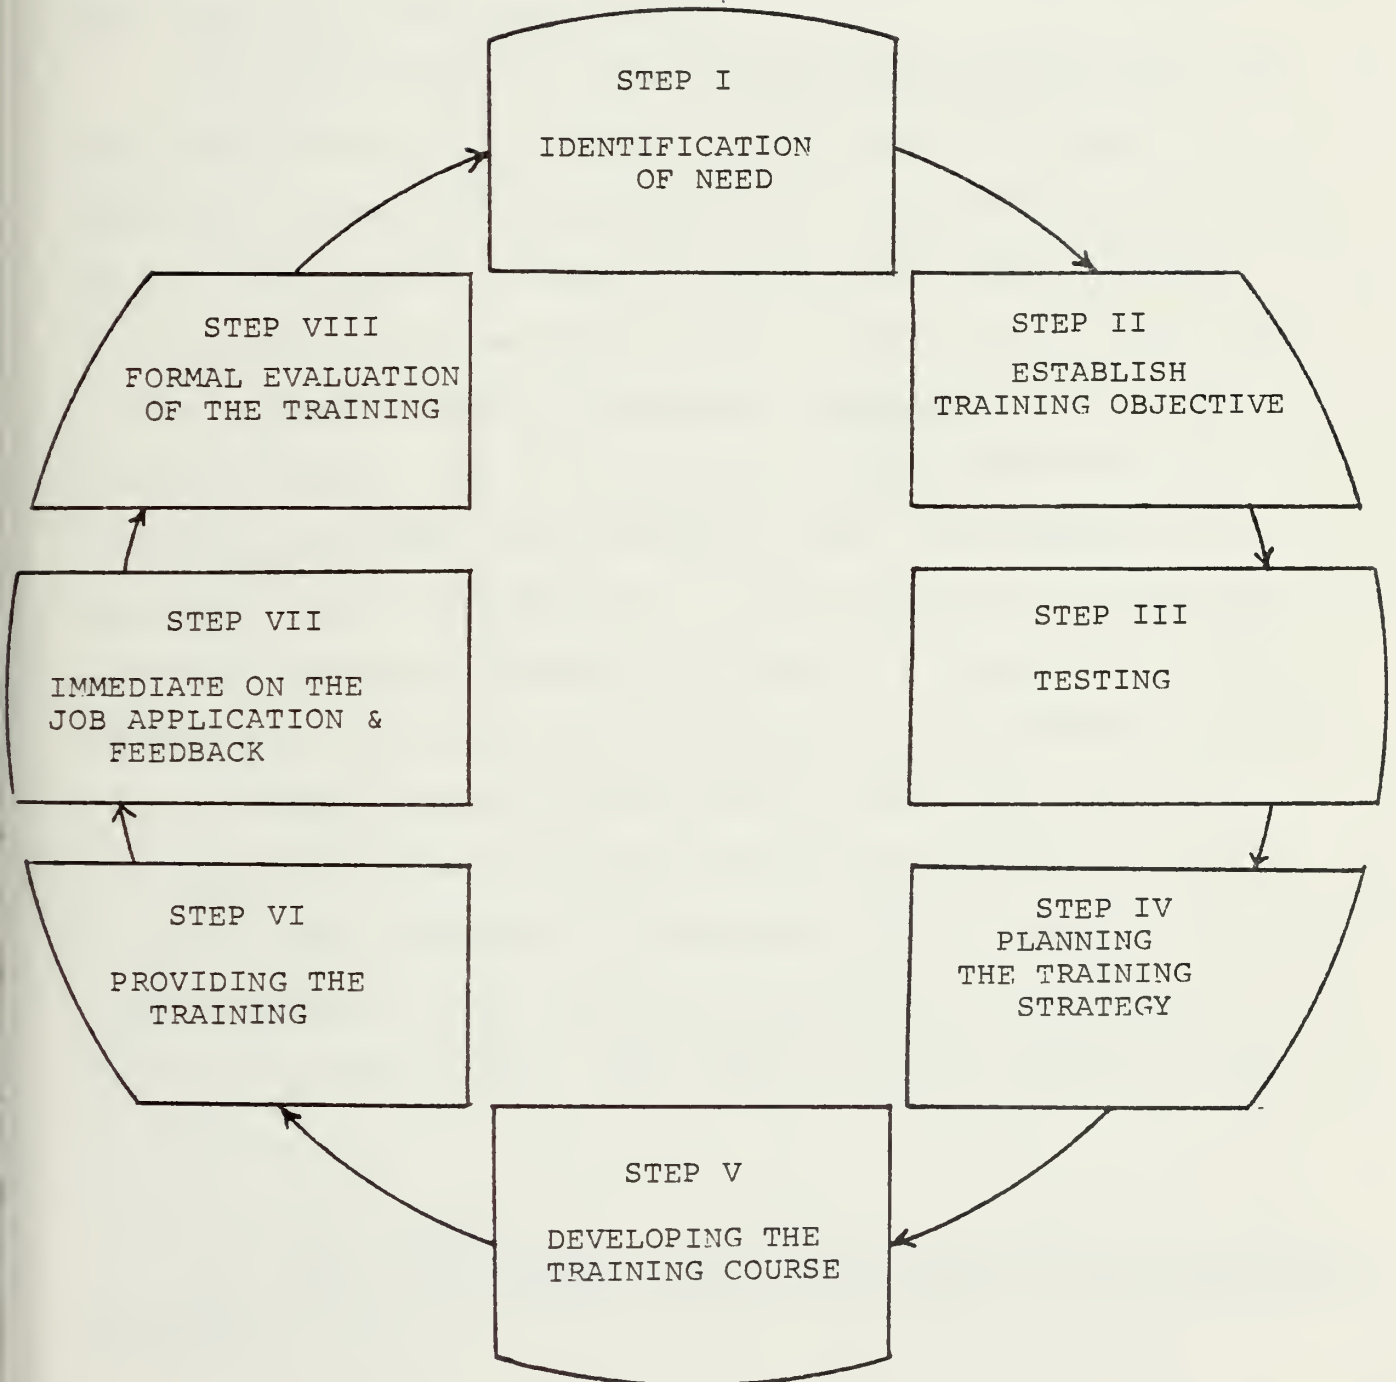 STEP I
IDENTIFICATION
OF NEED
STEP II
ESTABLISH
TRAINING OBJECTIVE
STEP III
TESTING
STEP IV
PLANNING
THE TRAINING
STRATEGY
STEP V
DEVELOPING THE
TRAINING COURSE
STEP VI
PROVIDING THE
TRAINING
STEP VII
IMMEDIATE ON THE
JOB APPLICATION &
FEEDBACK
STEP VIII
FORMAL EVALUATION
OF THE TRAINING